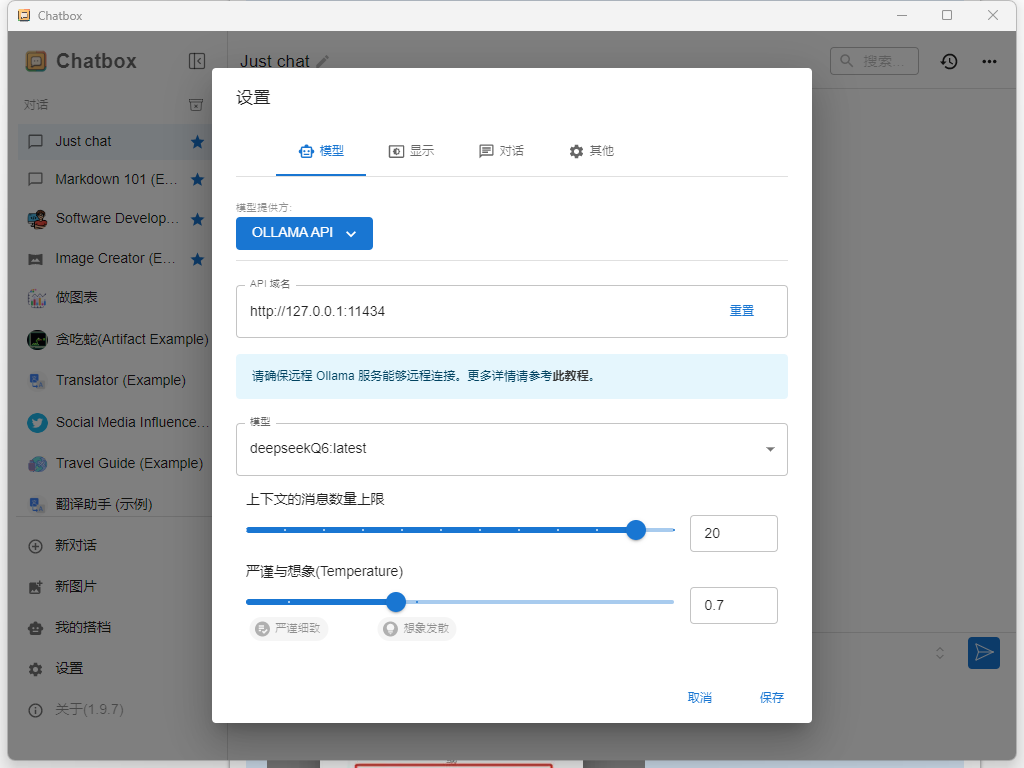 Chatbox
Chatbox
Just chat
搜索...
对话
Just chat
Markdown 101 (E...
Software Develop...
Image Creator (E...
做图表
贪吃蛇(Artifact Example)
Translator (Example)
Social Media Influence...
Travel Guide (Example)
翻译助手 (示例)
新对话
新图片
我的搭档
设置
关于(1.9.7)
设置
模型
显示
对话
其他
模型提供方:
OLLAMA API
API 域名
http://127.0.0.1:11434
重置
请确保远程 Ollama 服务能够远程连接。更多详情请参考此教程。
模型
deepseekQ6:latest
上下文的消息数量上限
20
严谨与想象(Temperature)
0.7
严谨细致
想象发散
取消
保存